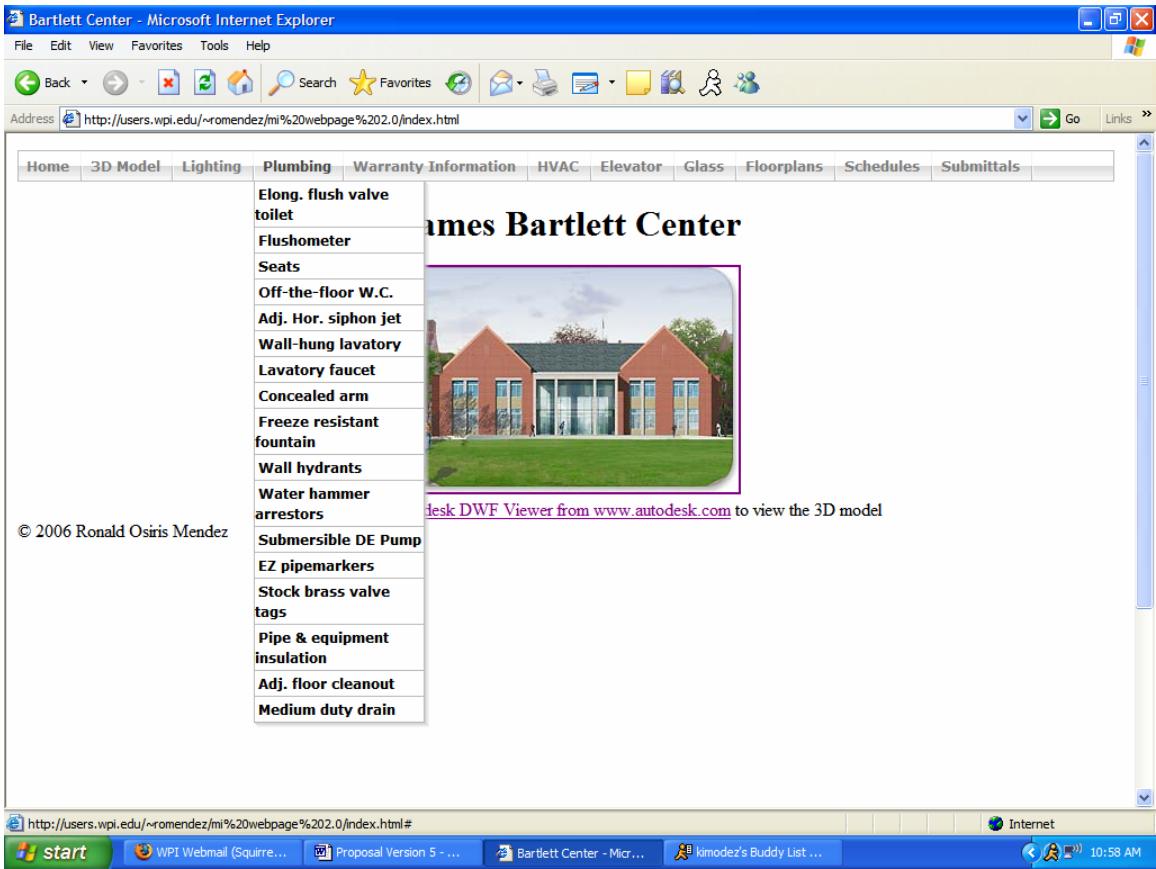 Bartlett Center - Microsoft Internet Explorer
File Edit View Favorites Tools Help
Back Search Favorites
Address http://users.wpi.edu/~romendez/mi%20webpage%202.0/index.html Go Links »
Home 3D Model Lighting Plumbing Warranty Information HVAC Elevator Glass Floorplans Schedules Submittals
Elong. flush valve
toilet
Flushometer
Seats
Off-the-floor W.C.
Adj. Hor. siphon jet
Wall-hung lavatory
Lavatory faucet
Concealed arm
Freeze resistant
fountain
Wall hydrants
Water hammer
arrestors
Submersible DE Pump
EZ pipemarkers
Stock brass valve
tags
Pipe & equipment
insulation
Adj. floor cleanout
Medium duty drain
ames Bartlett Center
desk DWF Viewer from www.autodesk.com to view the 3D model
© 2006 Ronald Osiris Mendez
http://users.wpi.edu/~romendez/mi%20webpage%202.0/index.html# Internet
start WPI Webmail (Squirre... Proposal Version 5 - ... Bartlett Center - Micr... kimodez's Buddy List ... 10:58 AM